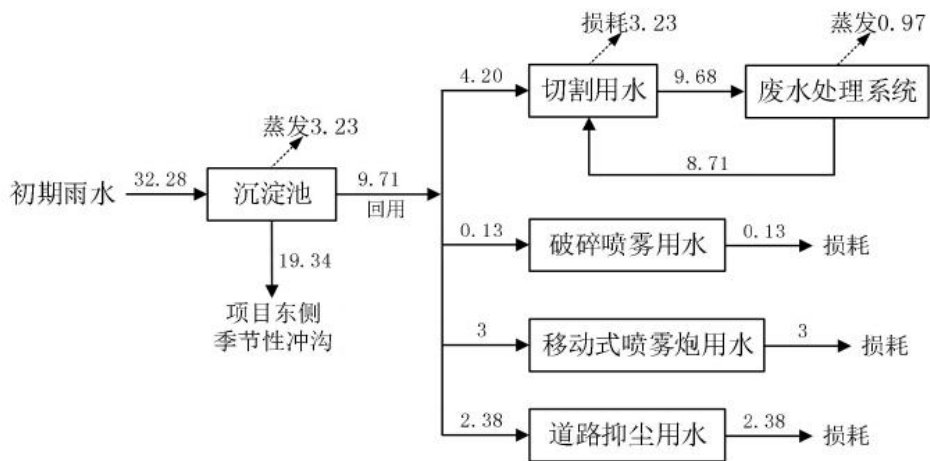 损耗3.23
蒸发0.97
4.20
切割用水
9.68
废水处理系统
蒸发3.23
8.71
初期雨水
32.28
沉淀池
9.71
回用
0.13
破碎喷雾用水
0.13
损耗
19.34
项目东侧
季节性冲沟
3
移动式喷雾炮用水
3
损耗
2.38
道路抑尘用水
2.38
损耗